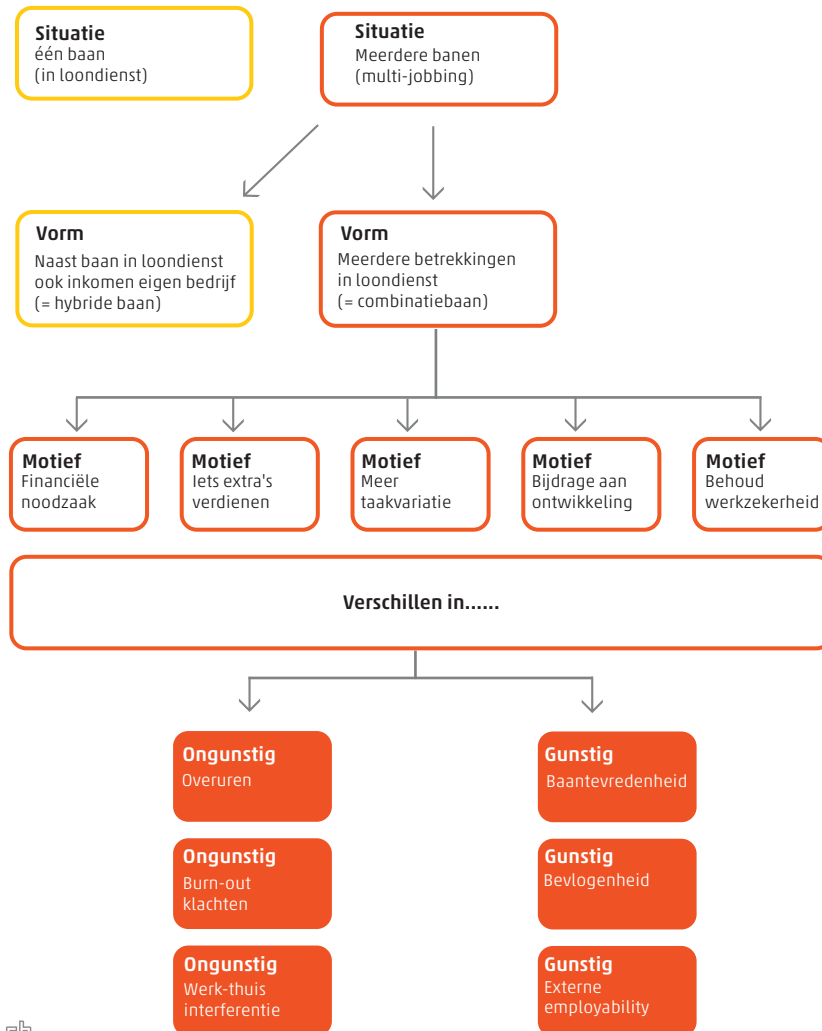 Situatie
één baan
(in loondienst)
Situatie
Meerdere banen
(multi-jobbing)
Vorm
Naast baan in loondienst
ook inkomen eigen bedrijf
(= hybride baan)
Vorm
Meerdere betrekkingen
in loondienst
(= combinatiebaan)
Motief
Financiële
noodzaak
Motief
Iets extra's
verdienen
Motief
Meer
taakvariatie
Motief
Bijdrage aan
ontwikkeling
Motief
Behoud
werkzekerheid
Verschillen in......
Ongunstig
Overuren
Gunstig
Baantevredenheid
Ongunstig
Burn-out
klachten
Gunstig
Bevlogenheid
Ongunstig
Werk-thuis
interferentie
Gunstig
Externe
employability